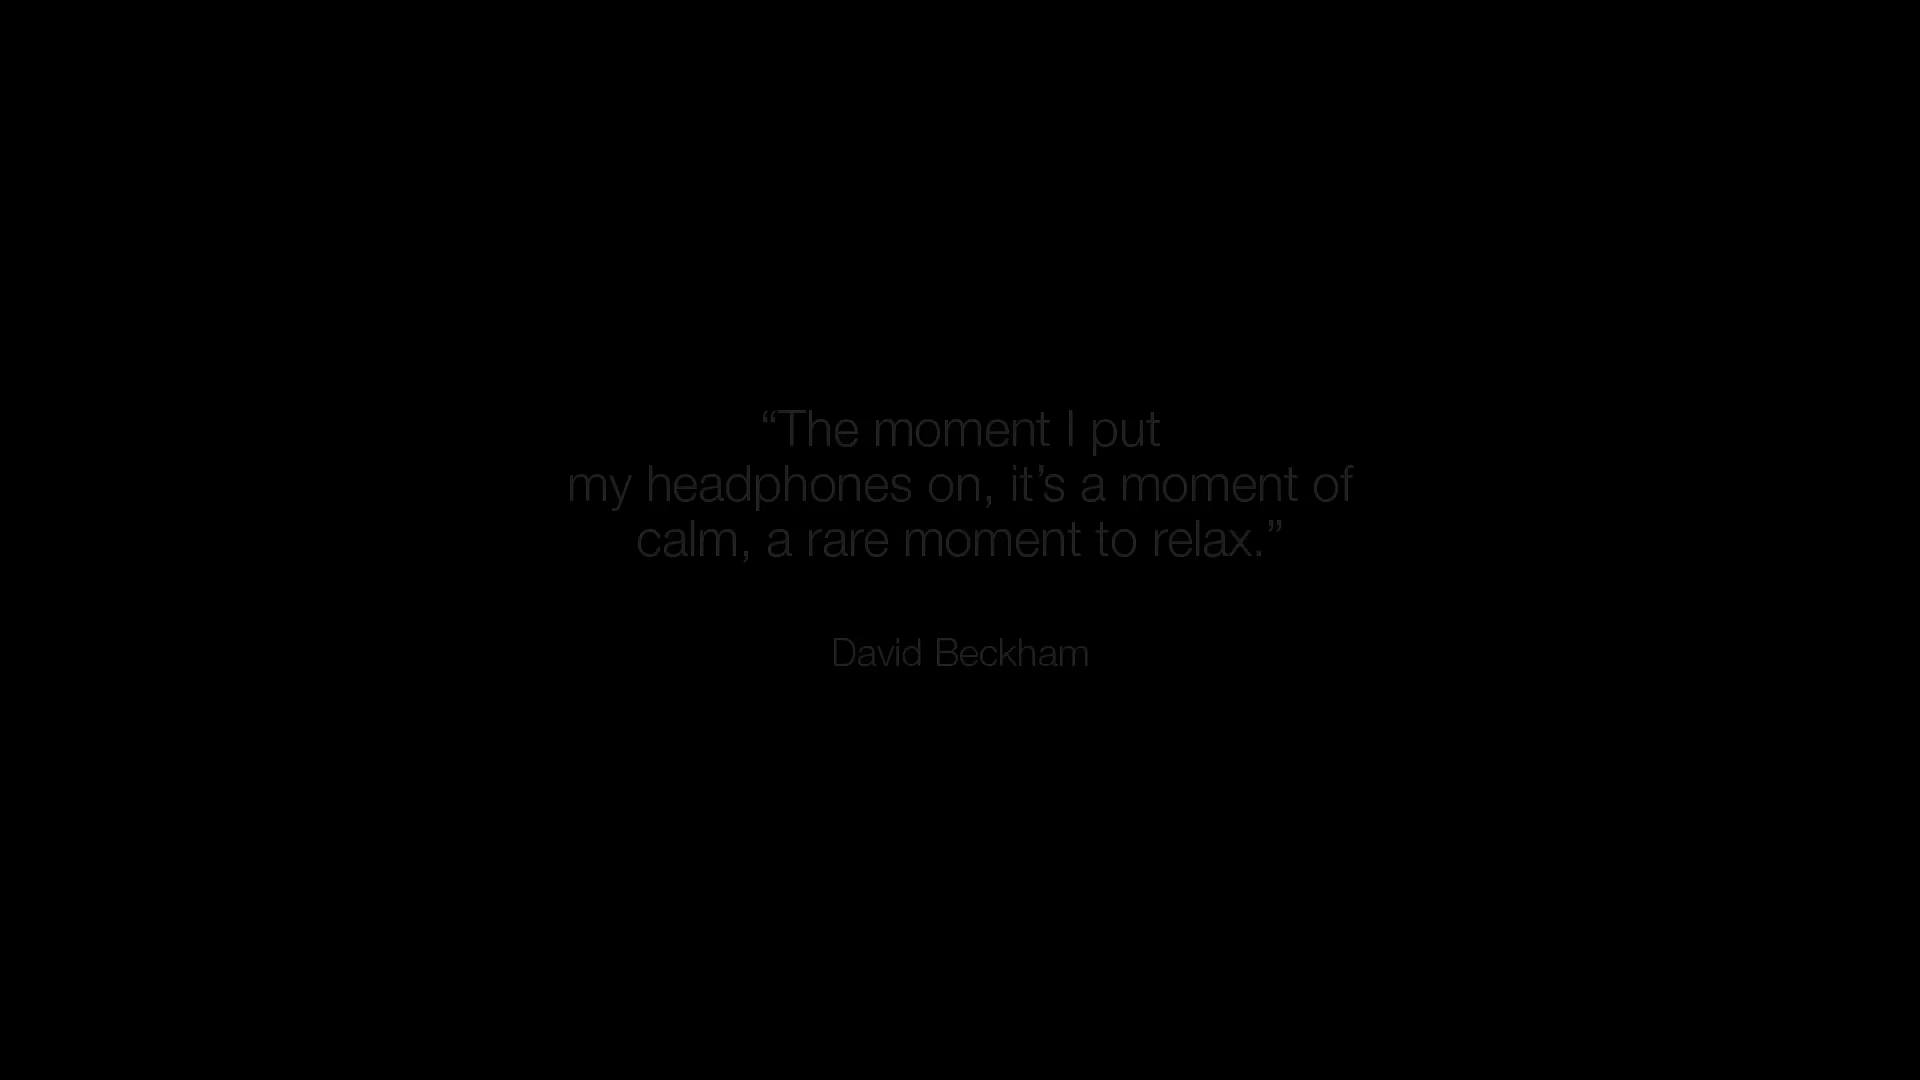 “The moment I put
my headphones on, it’s a moment of
calm, a rare moment to relax.”
David Beckham